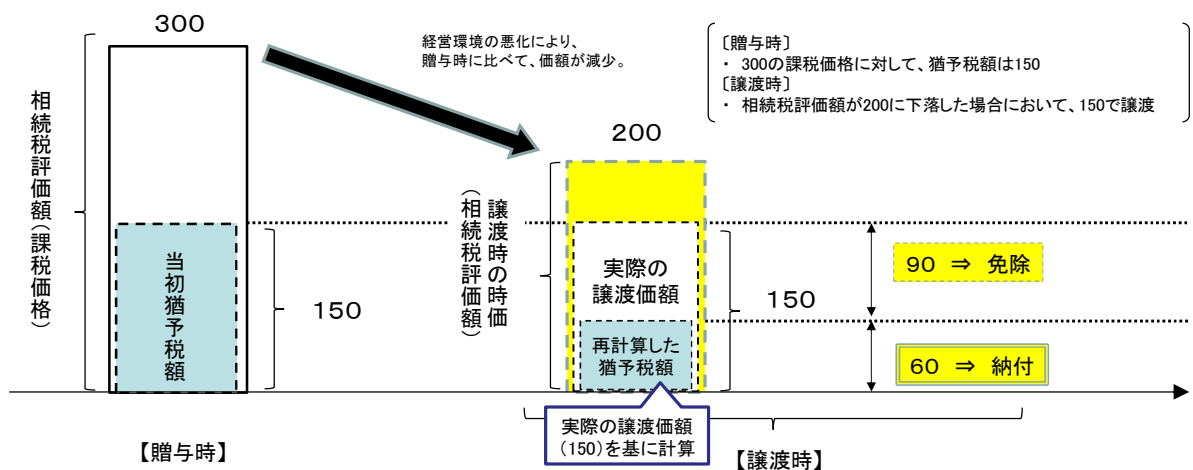 300
経営環境の悪化により、
贈与時に比べて、価額が減少。
〔贈与時〕
・ 300の課税価格に対して、猶予税額は150
〔譲渡時〕
・ 相続税評価額が200に下落した場合において、150で譲渡
相続税評価額(課税価格)
当初猶予税額
150
200
譲渡時の時価
(相続税評価額)
実際の
譲渡価額
再計算した
猶予税額
150
90 ⇒ 免除
60 ⇒ 納付
実際の譲渡価額
(150)を基に計算
【贈与時】
【譲渡時】